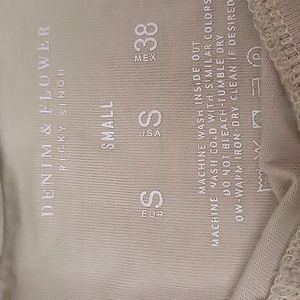 DENIM & FLOWER
RICKY SINGH
SMALL
S
EUR
S
USA
38
MEX
MACHINE WASH INSIDE OUT
MACHINE WASH COLD WITH SIMILAR COLORS
DO NOT BLEACH TUMBLE DRY
OW-WARM IRON DRY CLEAN IF DESIRED